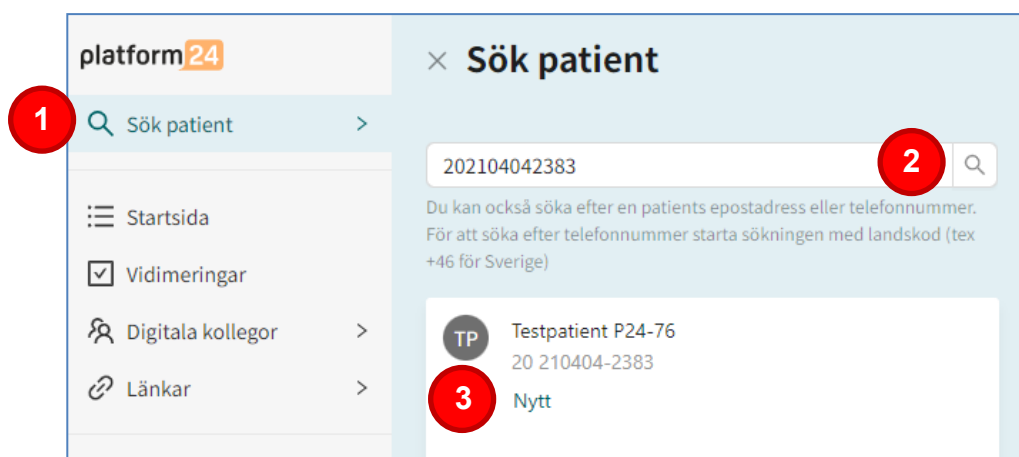 platform24
1
Sök patient
Startsida
Vidimeringar
Digitala kollegor
Länkar
Sök patient
202104042383
2
Du kan också söka efter en patients epostadress eller telefonnummer.
För att söka efter telefonnummer starta sökningen med landskod (tex
+46 för Sverige)
TP
Testpatient P24-76
20 210404-2383
3
Nytt